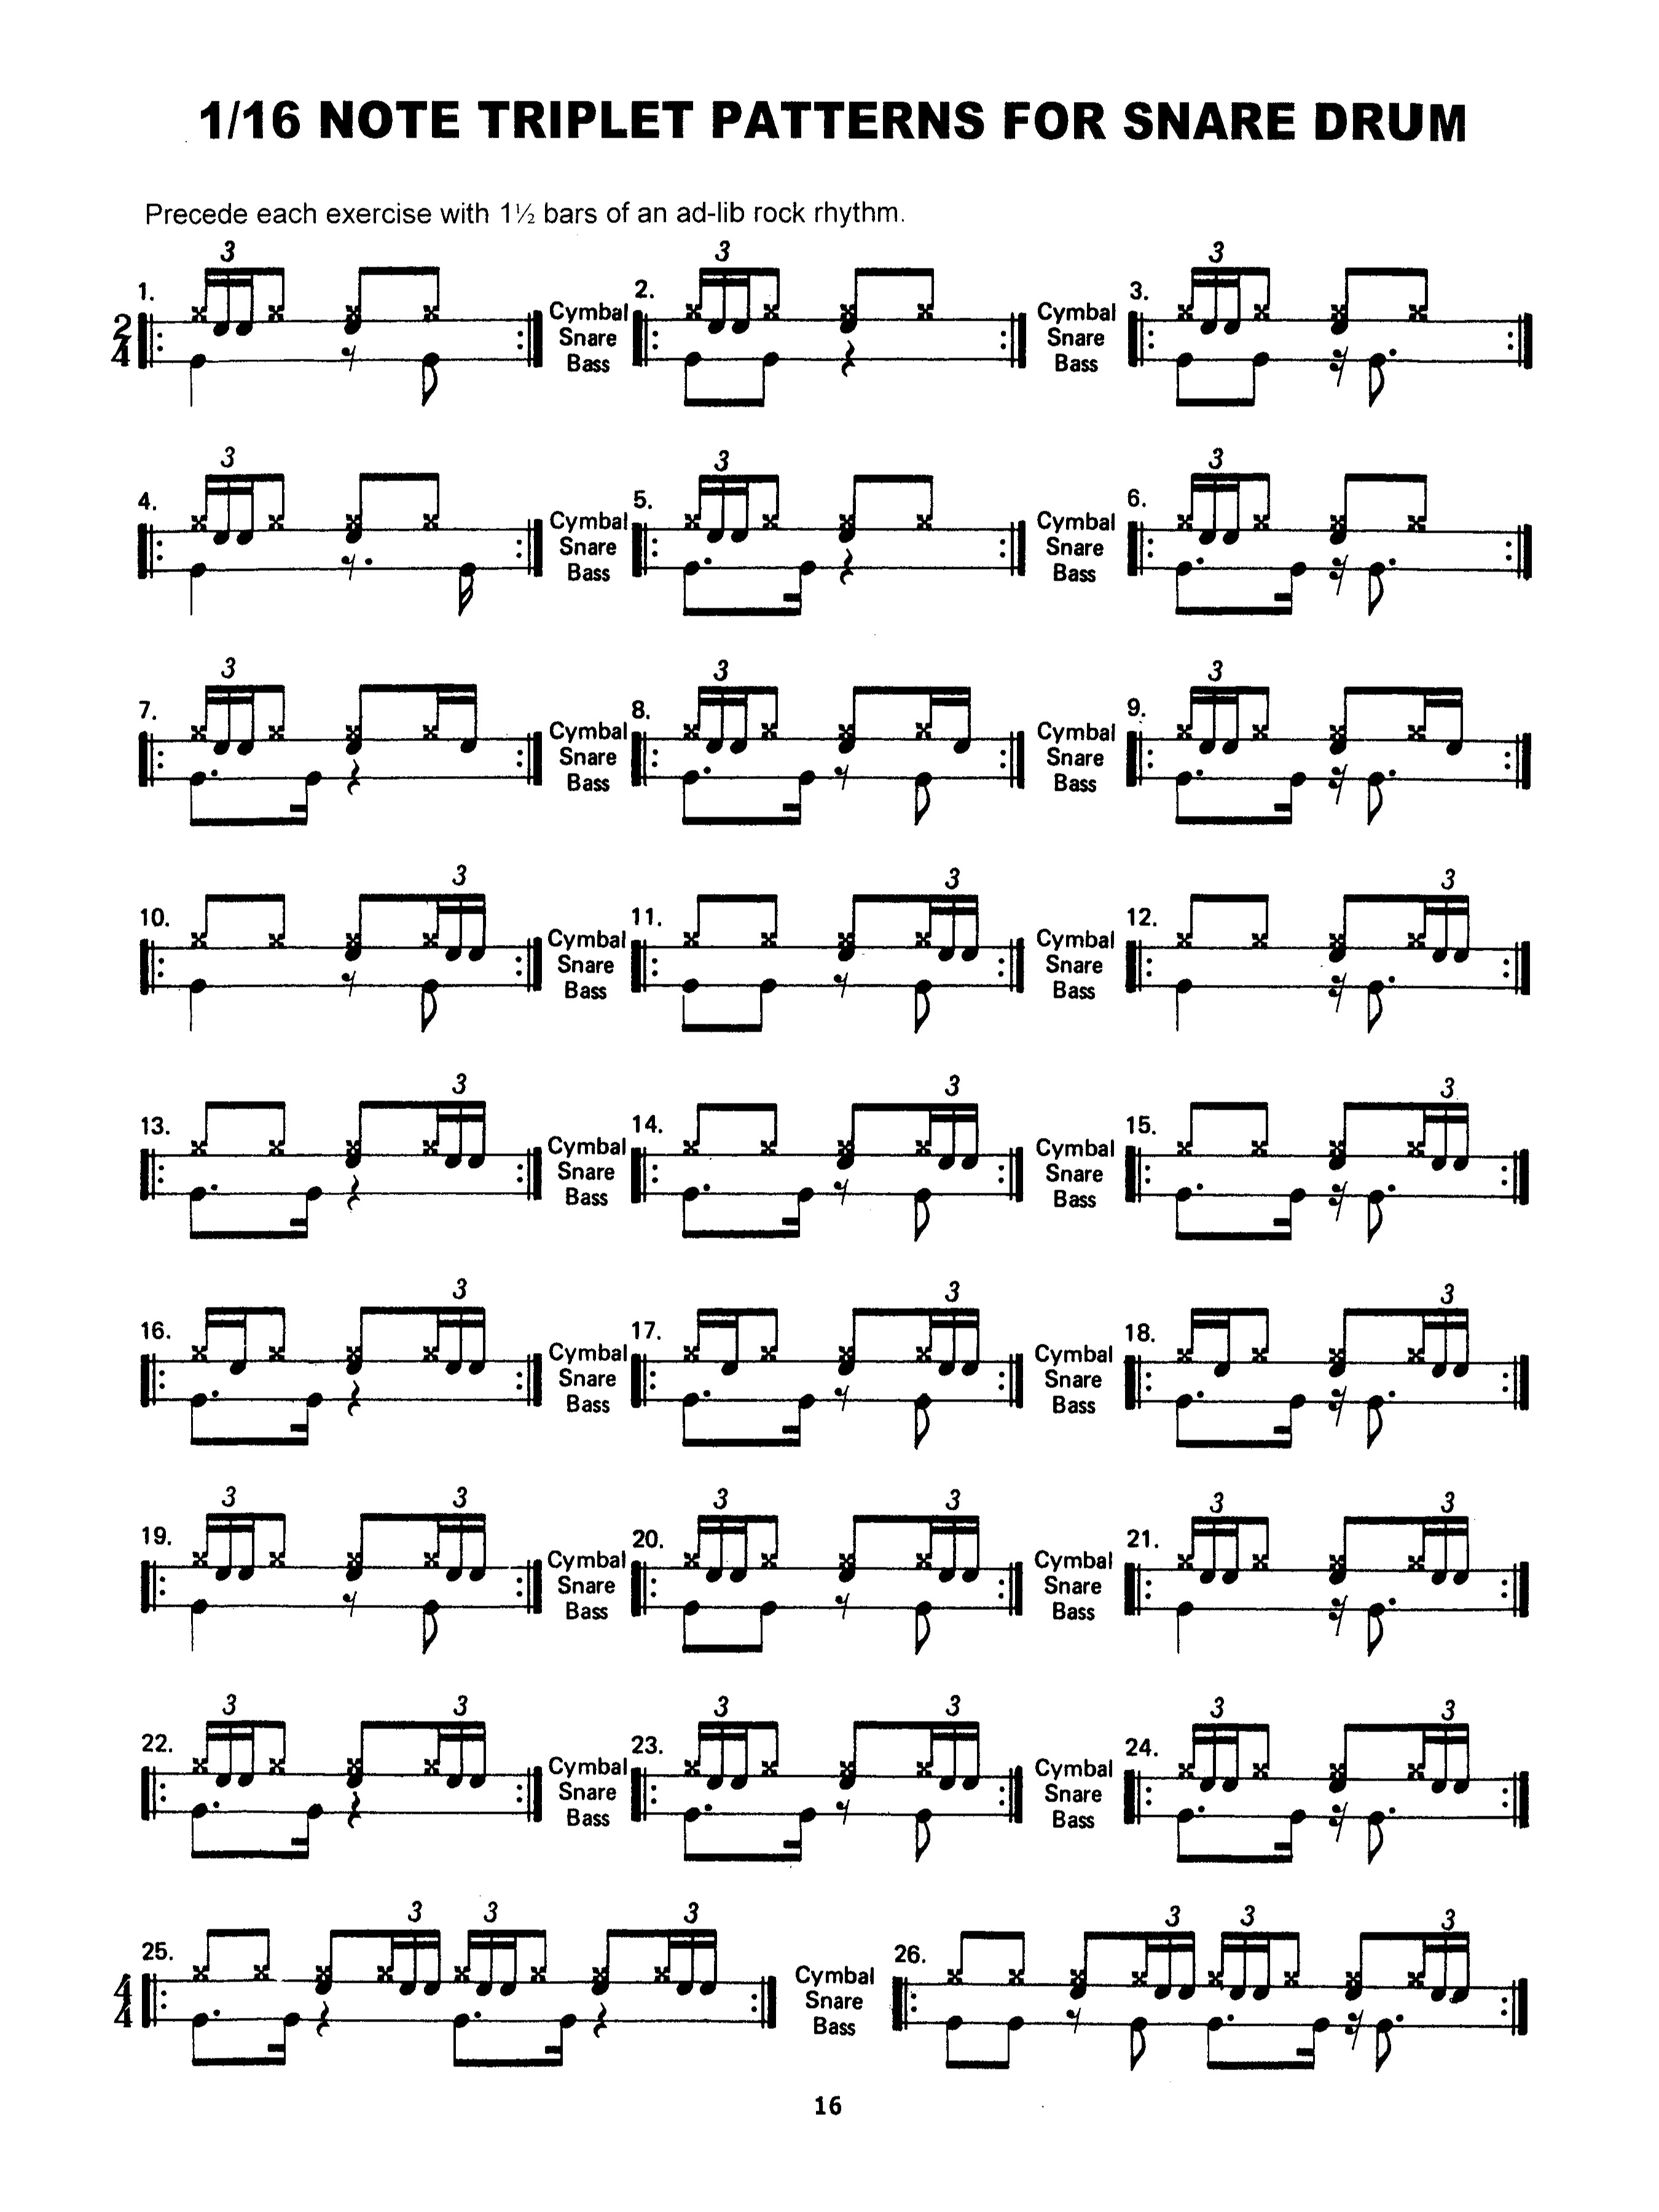 1/16 NOTE TRIPLET PATTERNS FOR SNARE DRUM
Precede each exercise with 1½ bars of an ad-lib rock rhythm.
3 3 3
1. 2. 3.
2
4
Cymbal Cymbal
Snare Snare
Bass Bass
3 3 3
4. 5. 6.
Cymbal Cymbal
Snare Snare
Bass Bass
3 3 3
7. 8. 9.
Cymbal Cymbal
Snare Snare
Bass Bass
3 3 3
10. 11. 12.
Cymbal Cymbal
Snare Snare
Bass Bass
3 3 3
13. 14. 15.
Cymbal Cymbal
Snare Snare
Bass Bass
3 3 3
16. 17. 18.
Cymbal Cymbal
Snare Snare
Bass Bass
3 3 3 3 3 3
19. 20. 21.
Cymbal Cymbal
Snare Snare
Bass Bass
3 3 3 3 3 3
22. 23. 24.
Cymbal Cymbal
Snare Snare
Bass Bass
3 3 3 3 3 3
25. 26.
4
4
Cymbal
Snare
Bass
16